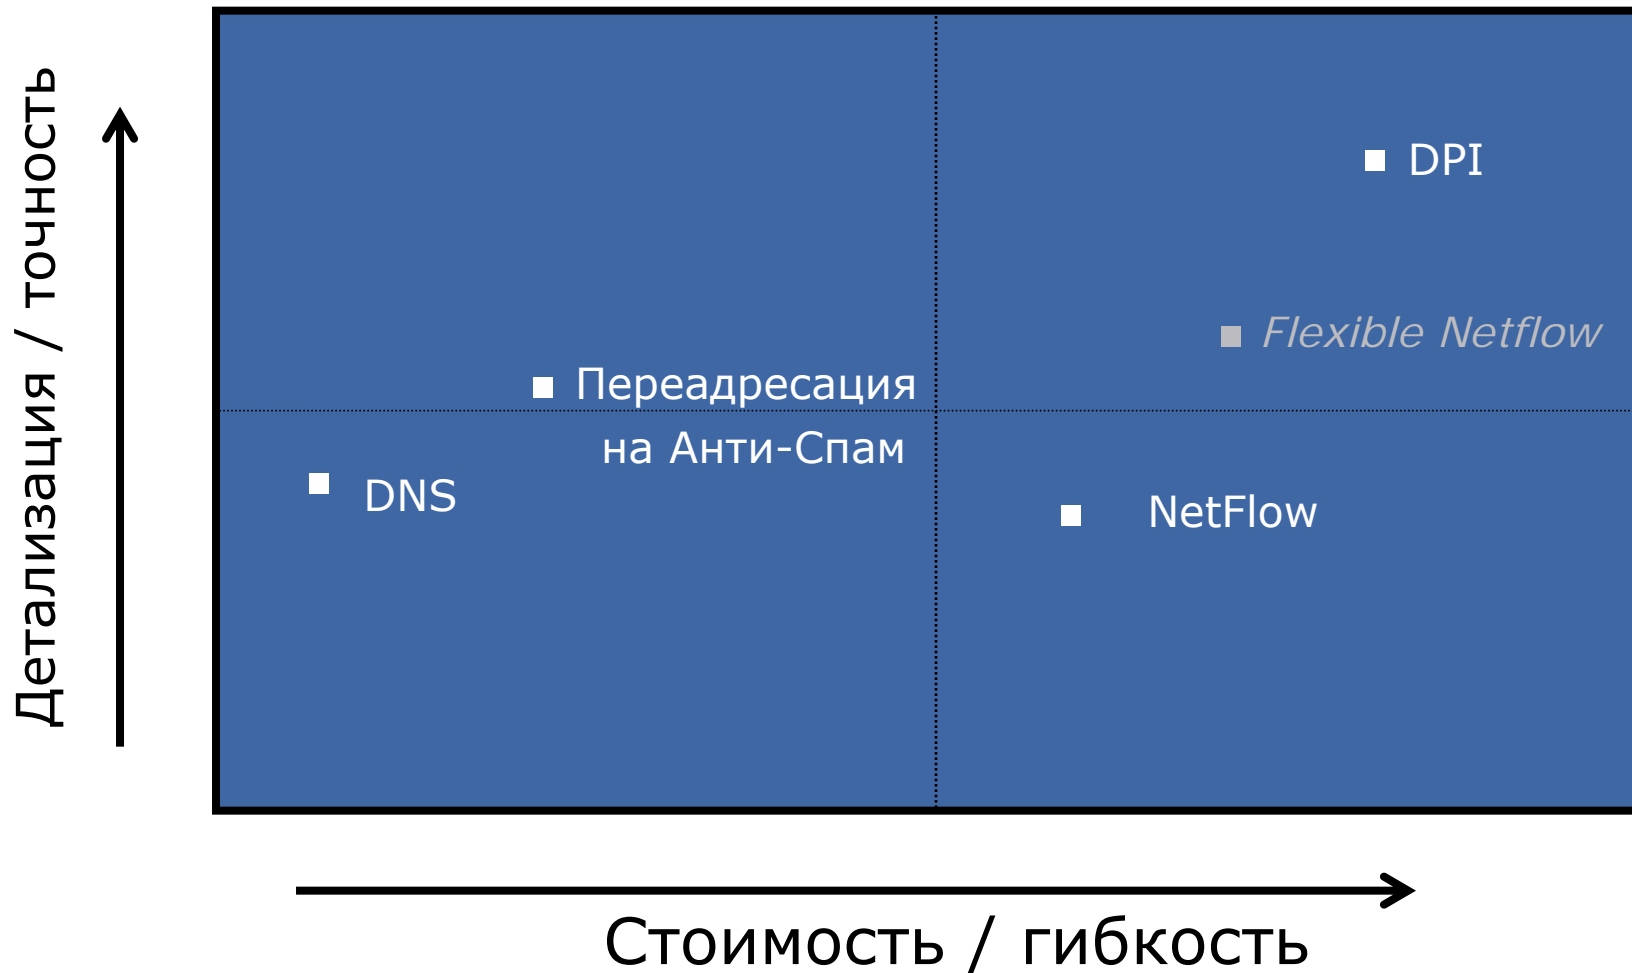 Детализация / точность
DPI
Flexible Netflow
Переадресация
на Анти-Спам
DNS
NetFlow
Стоимость / гибкость